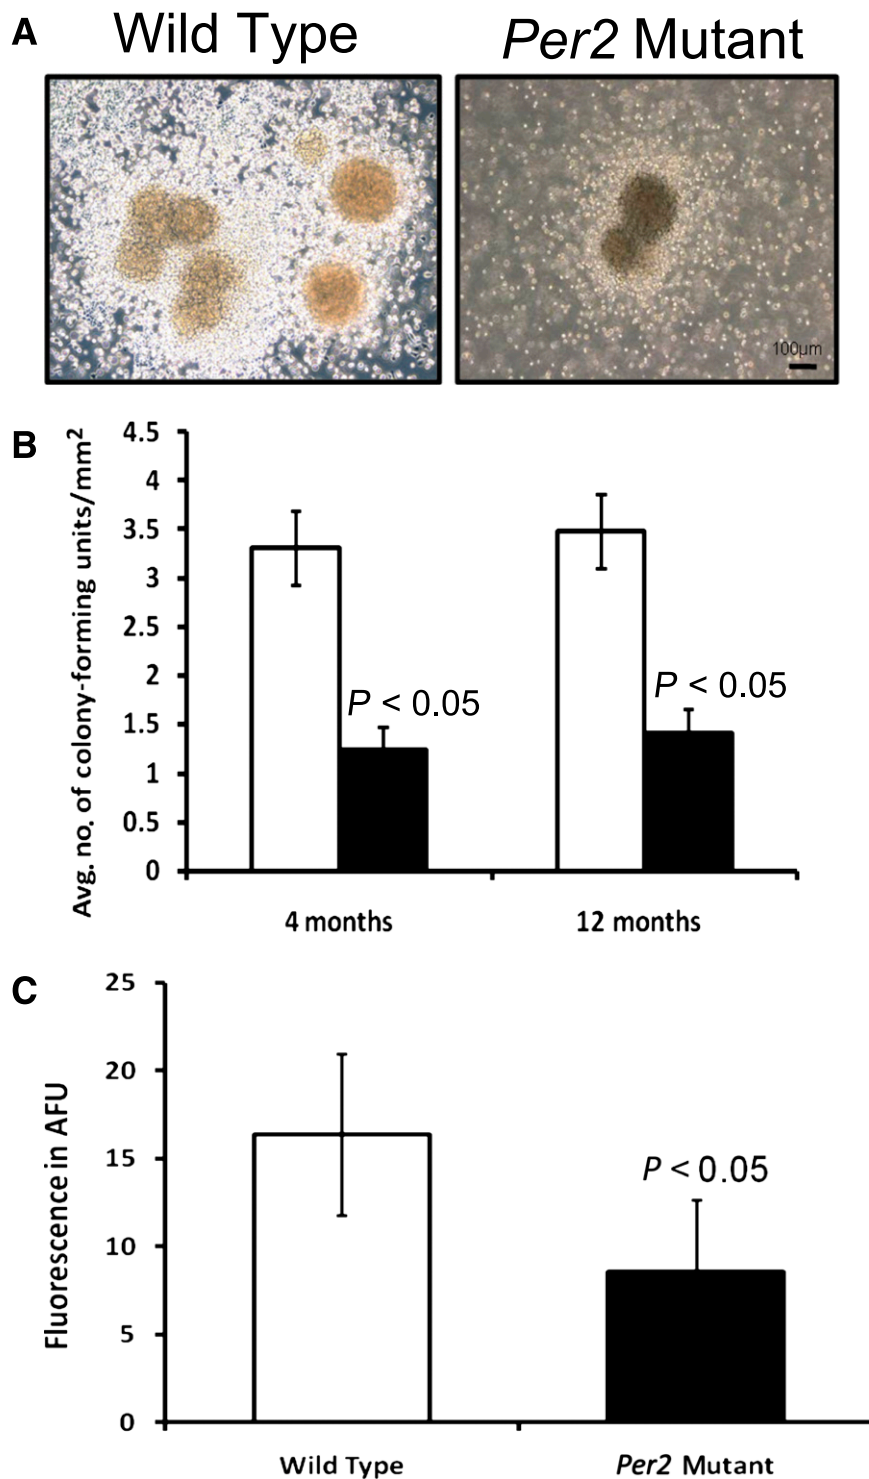 A
Wild Type
Per2 Mutant
100µm
B
Avg. no. of colony-forming units/mm²
4.5
4
3.5
3
2.5
2
1.5
1
0.5
0
P < 0.05
P < 0.05
4 months
12 months
C
Fluorescence in AFU
25
20
15
10
5
0
P < 0.05
Wild Type
Per2 Mutant